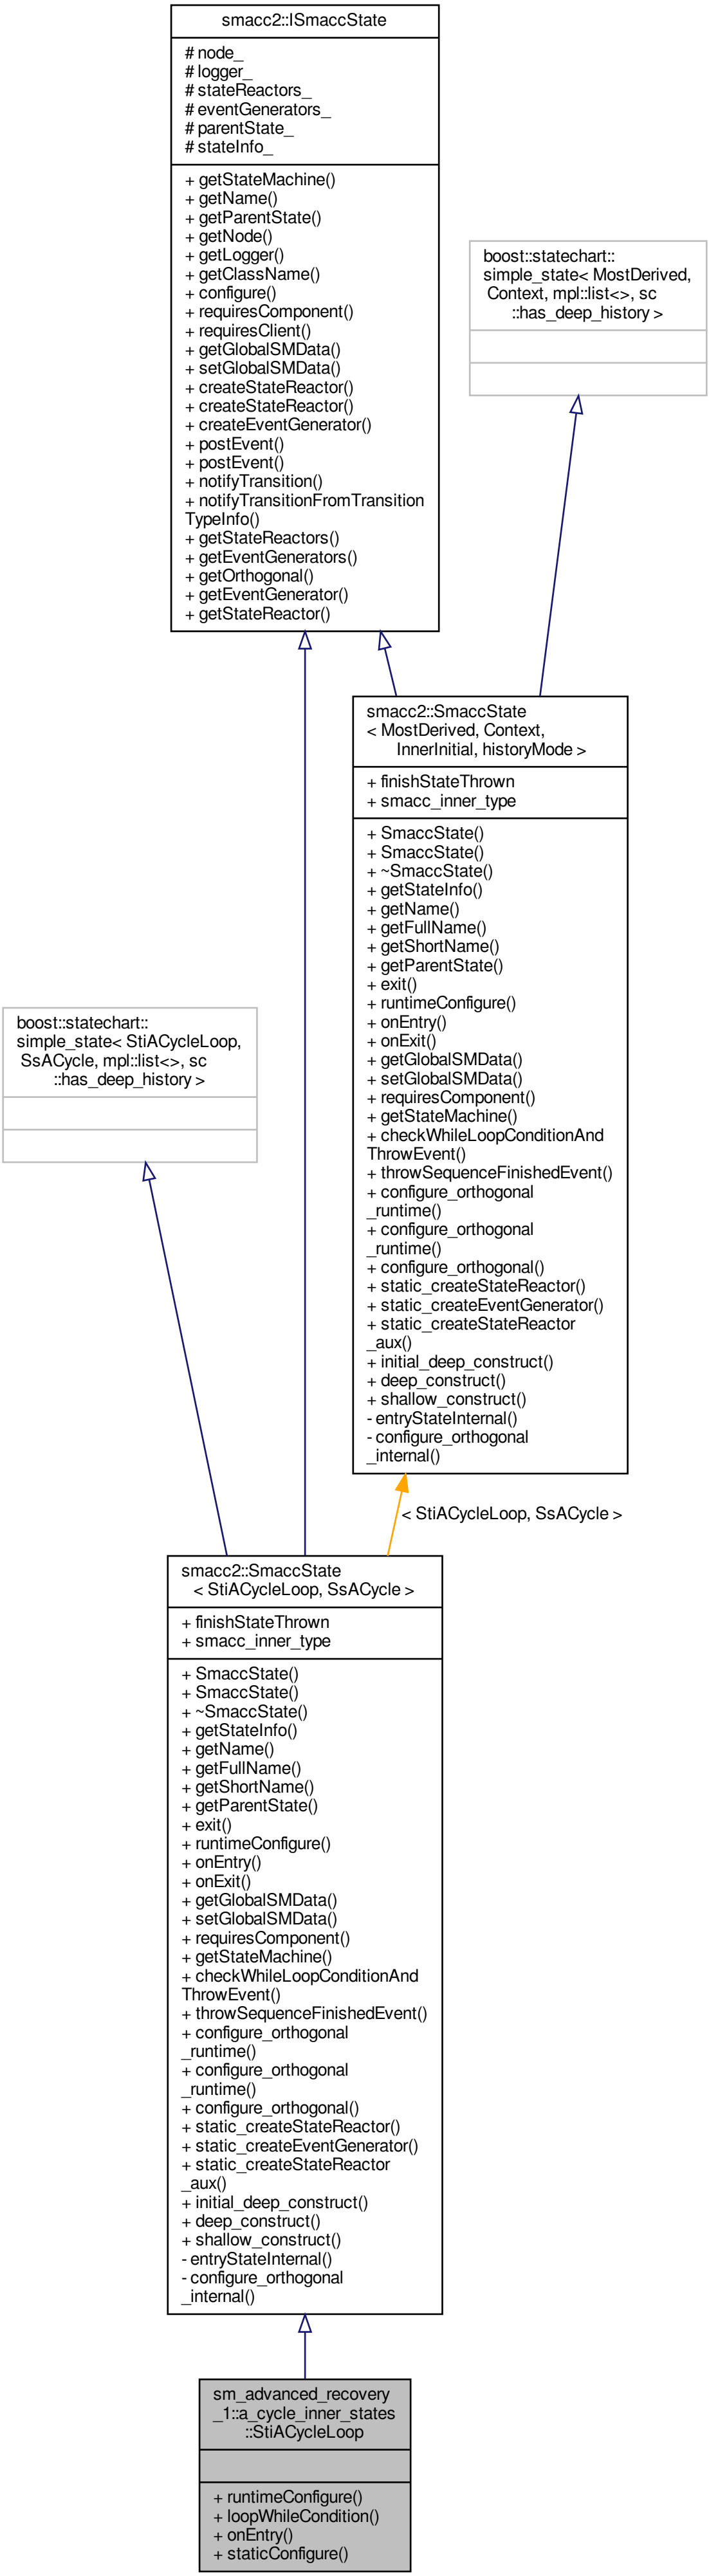 smacc2::ISmaccState
# node_
# logger_
# stateReactors_
# eventGenerators_
# parentState_
# stateInfo_
+ getStateMachine()
+ getName()
+ getParentState()
+ getNode()
+ getLogger()
+ getClassName()
+ configure()
+ requiresComponent()
+ requiresClient()
+ getGlobalSMData()
+ setGlobalSMData()
+ createStateReactor()
+ createStateReactor()
+ createEventGenerator()
+ postEvent()
+ postEvent()
+ notifyTransition()
+ notifyTransitionFromTransition
TypeInfo()
+ getStateReactors()
+ getEventGenerators()
+ getOrthogonal()
+ getEventGenerator()
+ getStateReactor()
boost::statechart::
simple_state< MostDerived,
Context, mpl::list<>, sc
::has_deep_history >
smacc2::SmaccState
< MostDerived, Context,
InnerInitial, historyMode >
+ finishStateThrown
+ smacc_inner_type
+ SmaccState()
+ SmaccState()
+ ~SmaccState()
+ getStateInfo()
+ getName()
+ getFullName()
+ getShortName()
+ getParentState()
+ exit()
+ runtimeConfigure()
+ onEntry()
+ onExit()
+ getGlobalSMData()
+ setGlobalSMData()
+ requiresComponent()
+ getStateMachine()
+ checkWhileLoopConditionAnd
ThrowEvent()
+ throwSequenceFinishedEvent()
+ configure_orthogonal
_runtime()
+ configure_orthogonal
_runtime()
+ configure_orthogonal()
+ static_createStateReactor()
+ static_createEventGenerator()
+ static_createStateReactor
_aux()
+ initial_deep_construct()
+ deep_construct()
+ shallow_construct()
- entryStateInternal()
- configure_orthogonal
_internal()
boost::statechart::
simple_state< StiACycleLoop,
SsACycle, mpl::list<>, sc
::has_deep_history >
< StiACycleLoop, SsACycle >
smacc2::SmaccState
< StiACycleLoop, SsACycle >
+ finishStateThrown
+ smacc_inner_type
+ SmaccState()
+ SmaccState()
+ ~SmaccState()
+ getStateInfo()
+ getName()
+ getFullName()
+ getShortName()
+ getParentState()
+ exit()
+ runtimeConfigure()
+ onEntry()
+ onExit()
+ getGlobalSMData()
+ setGlobalSMData()
+ requiresComponent()
+ getStateMachine()
+ checkWhileLoopConditionAnd
ThrowEvent()
+ throwSequenceFinishedEvent()
+ configure_orthogonal
_runtime()
+ configure_orthogonal
_runtime()
+ configure_orthogonal()
+ static_createStateReactor()
+ static_createEventGenerator()
+ static_createStateReactor
_aux()
+ initial_deep_construct()
+ deep_construct()
+ shallow_construct()
- entryStateInternal()
- configure_orthogonal
_internal()
sm_advanced_recovery
_1::a_cycle_inner_states
::StiACycleLoop
+ runtimeConfigure()
+ loopWhileCondition()
+ onEntry()
+ staticConfigure()